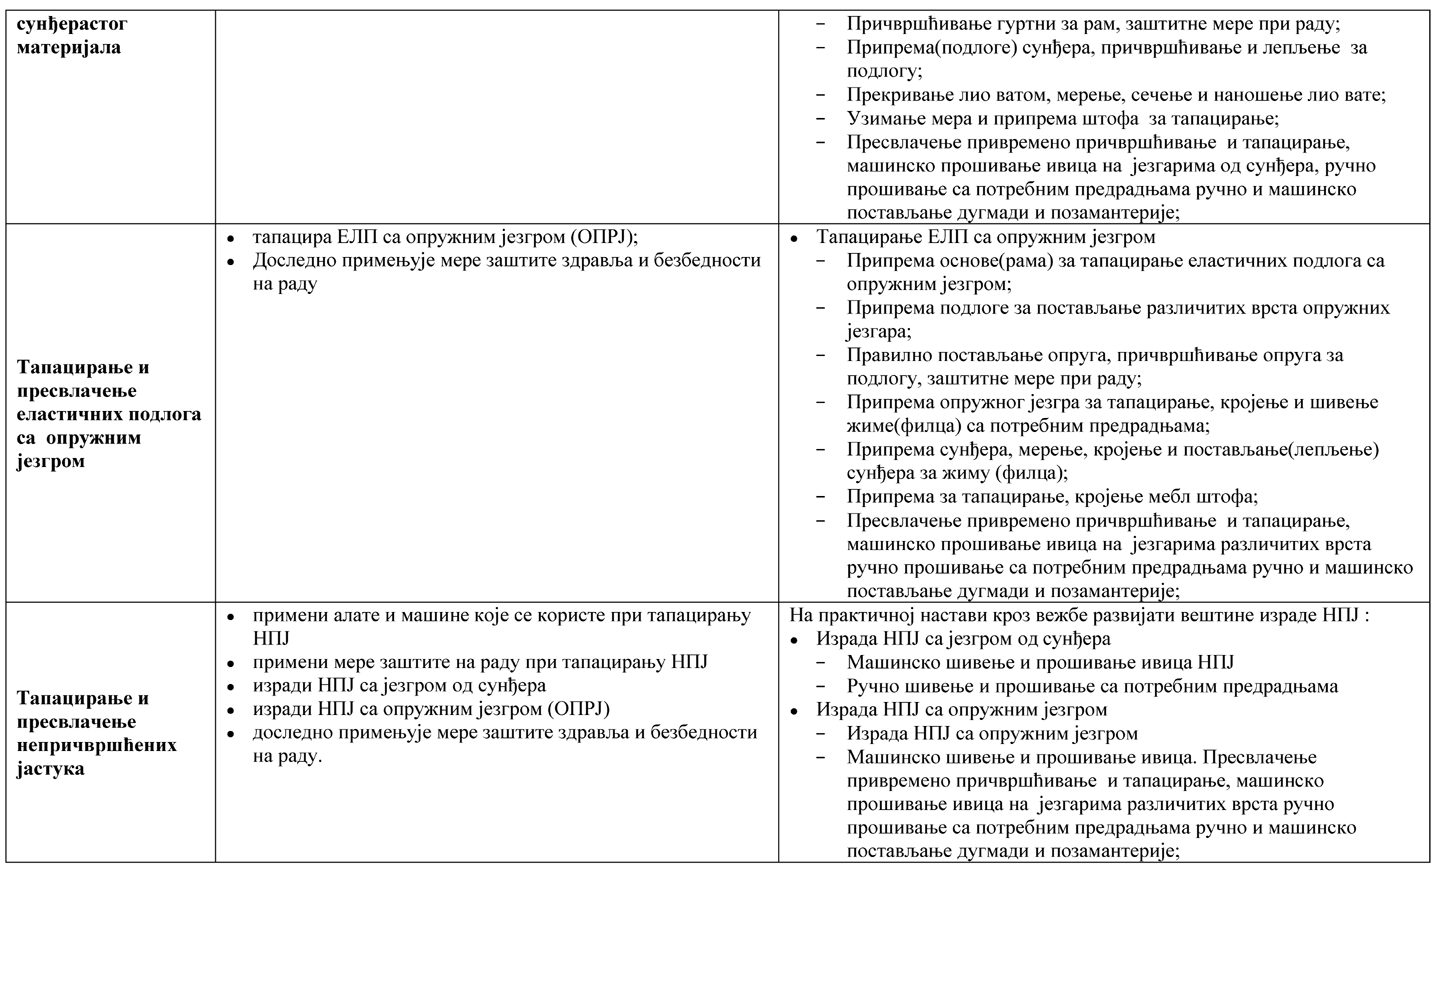 сунђерастог
материјала
− Причвршћивање гуртни за рам, заштитне мере при раду;
− Припрема(подлоге) сунђера, причвршћивање и лепљење за
подлогу;
− Прекривање лио ватом, мерење, сечење и наношење лио вате;
− Узимање мера и припрема штофа за тапацирање;
− Пресвлачење привремено причвршћивање и тапацирање,
машинско прошивање ивица на језгарима од сунђера, ручно
прошивање са потребним предрадњама ручно и машинско
постављање дугмади и позамантерије;
Тапацирање и
пресвлачење
еластичних подлога
са опружним
језгром
• тапацира ЕЛП са опружним језгром (ОПРЈ);
• Доследно примењује мере заштите здравља и безбедности
на раду
• Тапацирање ЕЛП са опружним језгром
− Припрема основе(рама) за тапацирање еластичних подлога са
опружним језгром;
− Припрема подлоге за постављање различитих врста опружних
језгара;
− Правилно постављање опруга, причвршћивање опруга за
подлогу, заштитне мере при раду;
− Припрема опружног језгра за тапацирање, кројење и шивење
жиме(филца) са потребним предрадњама;
− Припрема сунђера, мерење, кројење и постављање(лепљење)
сунђера за жиму (филца);
− Припрема за тапацирање, кројење мебл штофа;
− Пресвлачење привремено причвршћивање и тапацирање,
машинско прошивање ивица на језгарима различитих врста
ручно прошивање са потребним предрадњама ручно и машинско
постављање дугмади и позамантерије;
Тапацирање и
пресвлачење
непричвршћених
јастука
• примени алате и машине које се користе при тапацирању
НПЈ
• примени мере заштите на раду при тапацирању НПЈ
• изради НПЈ са језгром од сунђера
• изради НПЈ са опружним језгром (ОПРЈ)
• доследно примењује мере заштите здравља и безбедности
на раду.
На практичној настави кроз вежбе развијати вештине израде НПЈ :
• Израда НПЈ са језгром од сунђера
− Машинско шивење и прошивање ивица НПЈ
− Ручно шивење и прошивање са потребним предрадњама
• Израда НПЈ са опружним језгром
− Израда НПЈ са опружним језгром
− Машинско шивење и прошивање ивица. Пресвлачење
привремено причвршћивање и тапацирање, машинско
прошивање ивица на језгарима различитих врста ручно
прошивање са потребним предрадњама ручно и машинско
постављање дугмади и позамантерије;